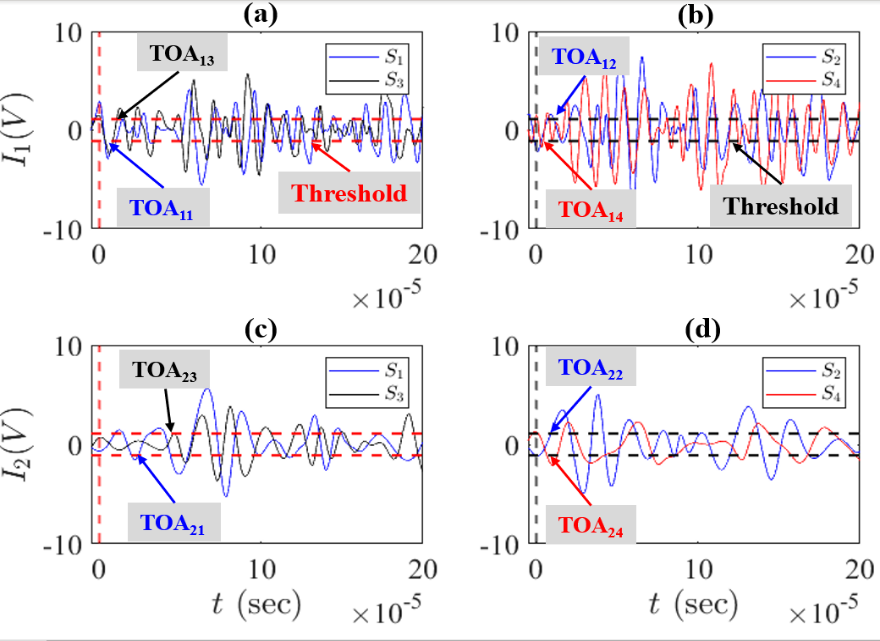 (a)
(b)
10
TOA13
S1
S3
I1(V)
0
TOA11
Threshold
-10
0
10
20
×10-5
10
TOA12
S2
S4
0
TOA14
Threshold
-10
0
10
20
×10-5
(c)
(d)
10
TOA23
S1
S3
I2(V)
0
TOA21
-10
0
10
20
t (sec)
×10-5
10
TOA22
S2
S4
0
TOA24
-10
0
10
20
t (sec)
×10-5